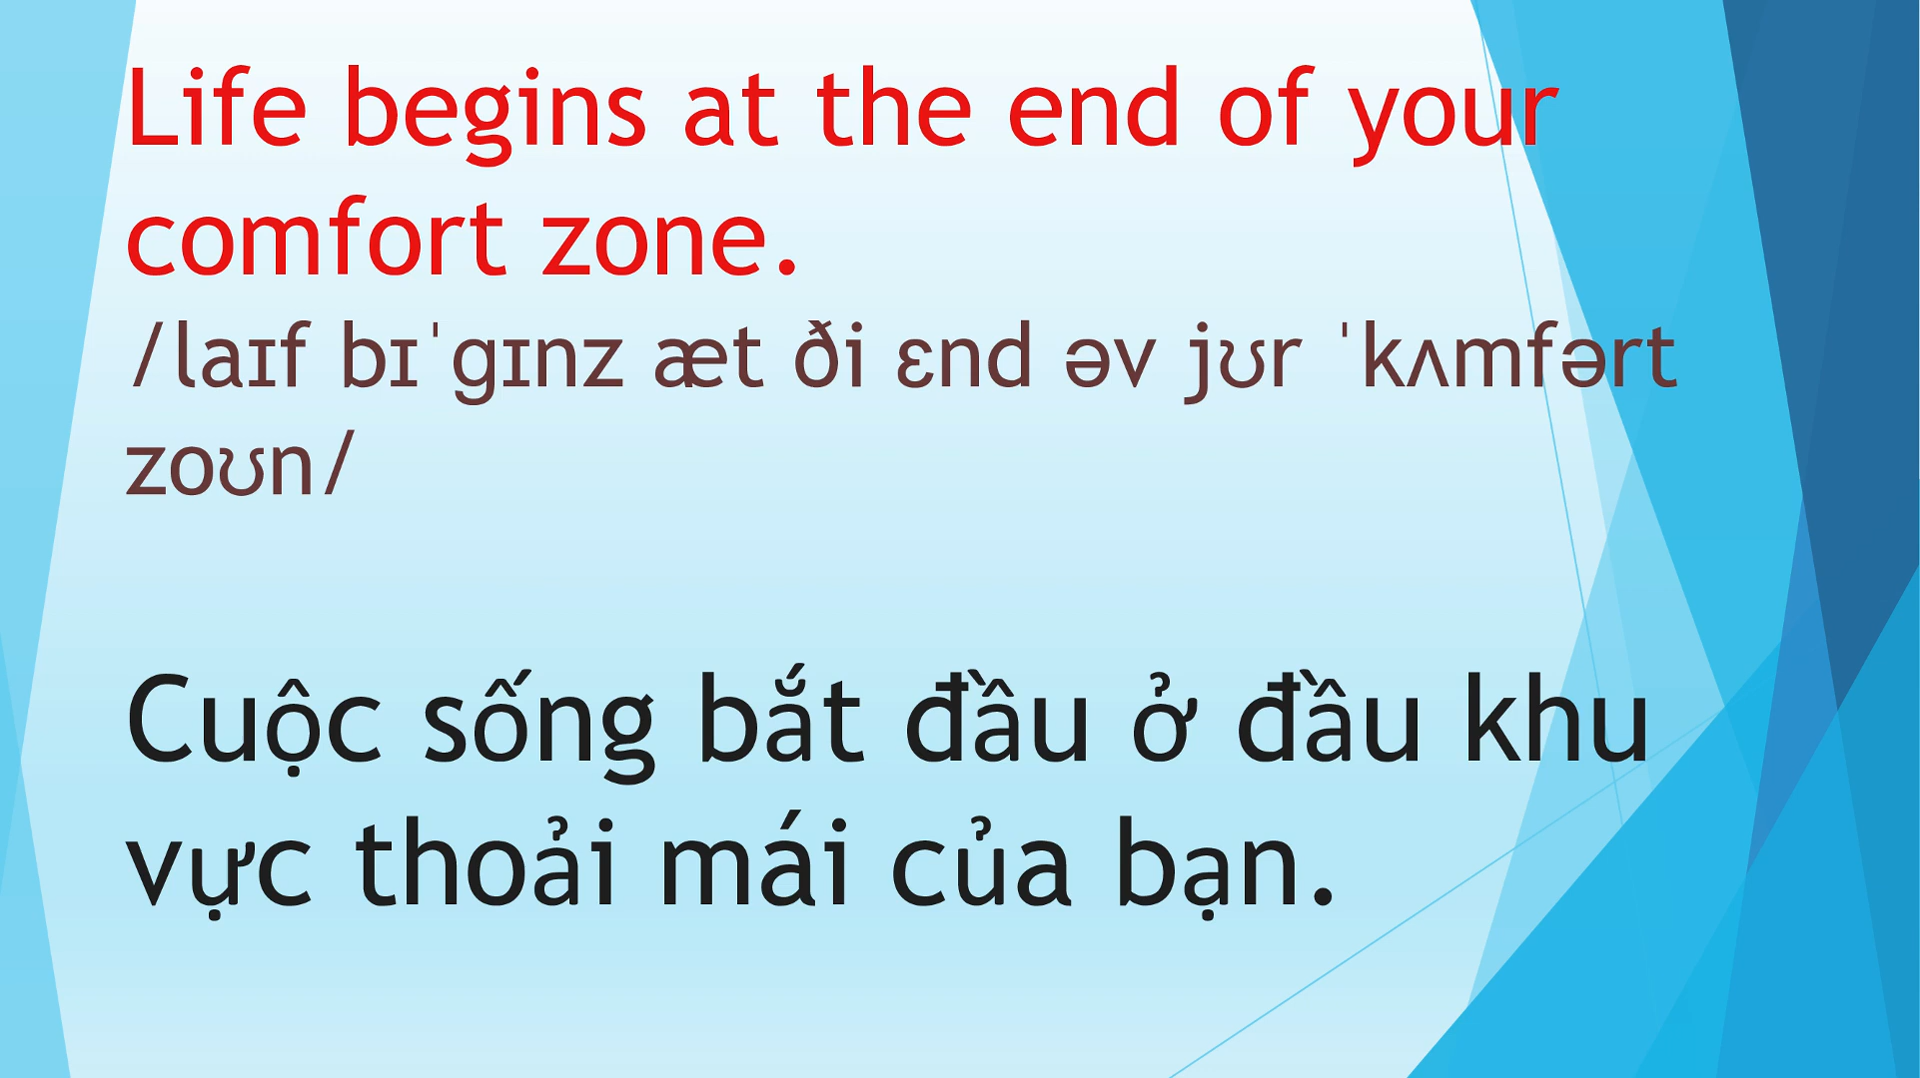 Life begins at the end of your
comfort zone.
/laɪf bɪˈgɪnz æt ði ɛnd əv jʊr ˈkʌmfərt
zoʊn/
Cuộc sống bắt đầu ở đầu khu
vực thoải mái của bạn.